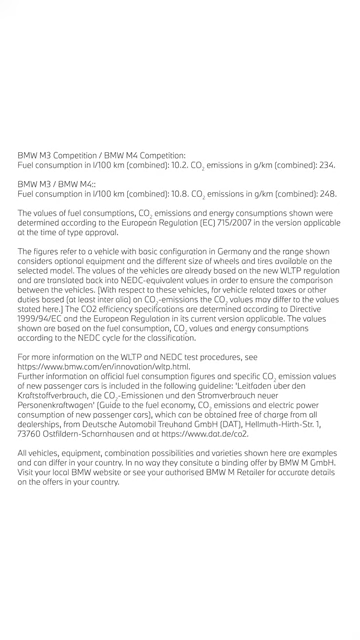 BMW M3 Competition / BMW M4 Competition:
Fuel consumption in l/100 km (combined): 10.2. CO₂ emissions in g/km (combined): 234.
BMW M3 / BMW M4::
Fuel consumption in l/100 km (combined): 10.8. CO₂ emissions in g/km (combined): 248.
The values of fuel consumptions, CO₂ emissions and energy consumptions shown were
determined according to the European Regulation (EC) 715/2007 in the version applicable
at the time of type approval.
The figures refer to a vehicle with basic configuration in Germany and the range shown
considers optional equipment and the different size of wheels and tires available on the
selected model. The values of the vehicles are already based on the new WLTP regulation
and are translated back into NEDC-equivalent values in order to ensure the comparison
between the vehicles. [With respect to these vehicles, for vehicle related taxes or other
duties based (at least inter alia) on CO₂-emissions the CO₂ values may differ to the values
stated here.] The CO2 efficiency specifications are determined according to Directive
1999/94/EC and the European Regulation in its current version applicable. The values
shown are based on the fuel consumption, CO₂ values and energy consumptions
according to the NEDC cycle for the classification.
For more information on the WLTP and NEDC test procedures, see
https://www.bmw.com/en/innovation/wltp.html.
Further information on official fuel consumption figures and specific CO₂ emission values
of new passenger cars is included in the following guideline: 'Leitfaden über den
Kraftstoffverbrauch, die CO₂-Emissionen und den Stromverbrauch neuer
Personenkraftwagen' (Guide to the fuel economy, CO₂ emissions and electric power
consumption of new passenger cars), which can be obtained free of charge from all
dealerships, from Deutsche Automobil Treuhand GmbH (DAT), Hellmuth-Hirth-Str. 1,
73760 Ostfildern-Scharnhausen and at https://www.dat.de/co2.
All vehicles, equipment, combination possibilities and varieties shown here are examples
and can differ in your country. In no way they consitute a binding offer by BMW M GmbH.
Visit your local BMW website or see your authorised BMW M Retailer for accurate details
on the offers in your country.